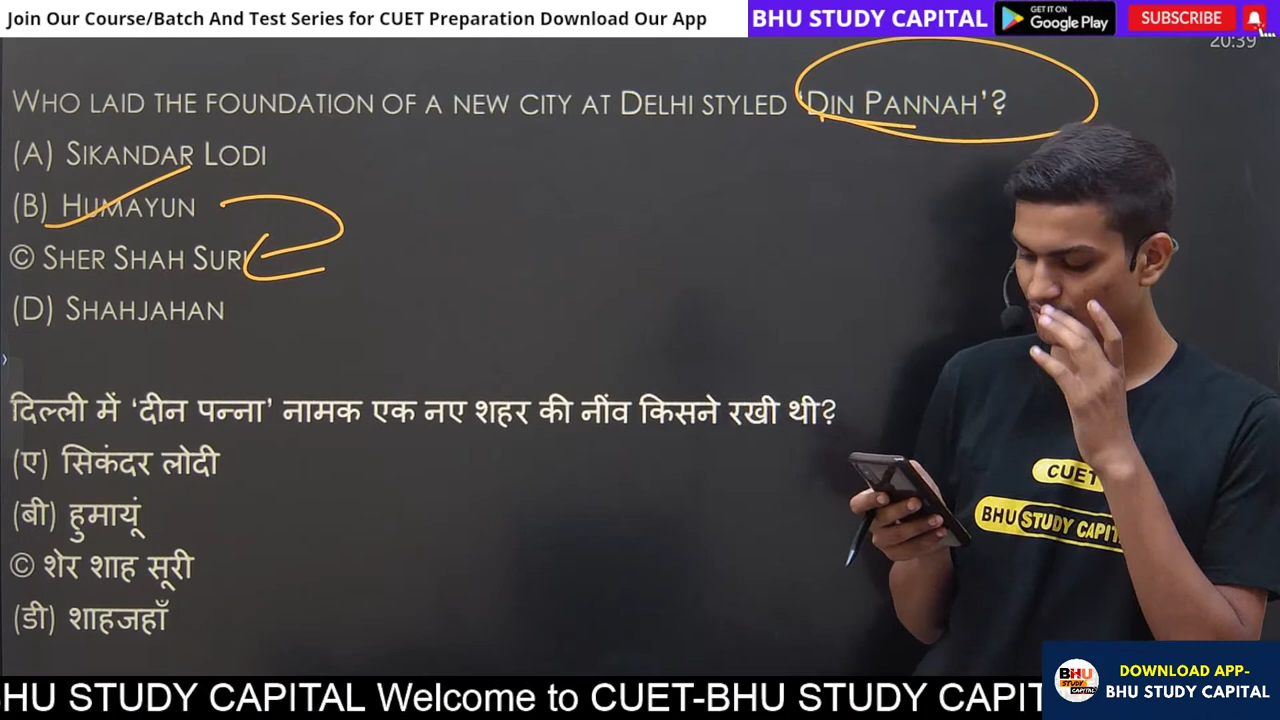 Join Our Course/Batch And Test Series for CUET Preparation Download Our App
BHU STUDY CAPITAL
GET IT ON
Google Play
SUBSCRIBE
20:39
WHO LAID THE FOUNDATION OF A NEW CITY AT DELHI STYLED 'DIN PANNAH'?
(A) SIKANDAR LODI
(B) HUMAYUN
© SHER SHAH SURI
(D) SHAHJAHAN
दिल्ली में ‘दीन पन्ना’ नामक एक नए शहर की नींव किसने रखी थी?
(ए) सिकंदर लोदी
(बी) हुमायूं
© शेर शाह सूरी
(डी) शाहजहाँ
CUET
BHU STUDY CAPIT
DOWNLOAD APP-
BHU STUDY CAPITAL
BHU
STUDY
CAPITAL
HU STUDY CAPITAL Welcome to CUET-BHU STUDY CAPIT